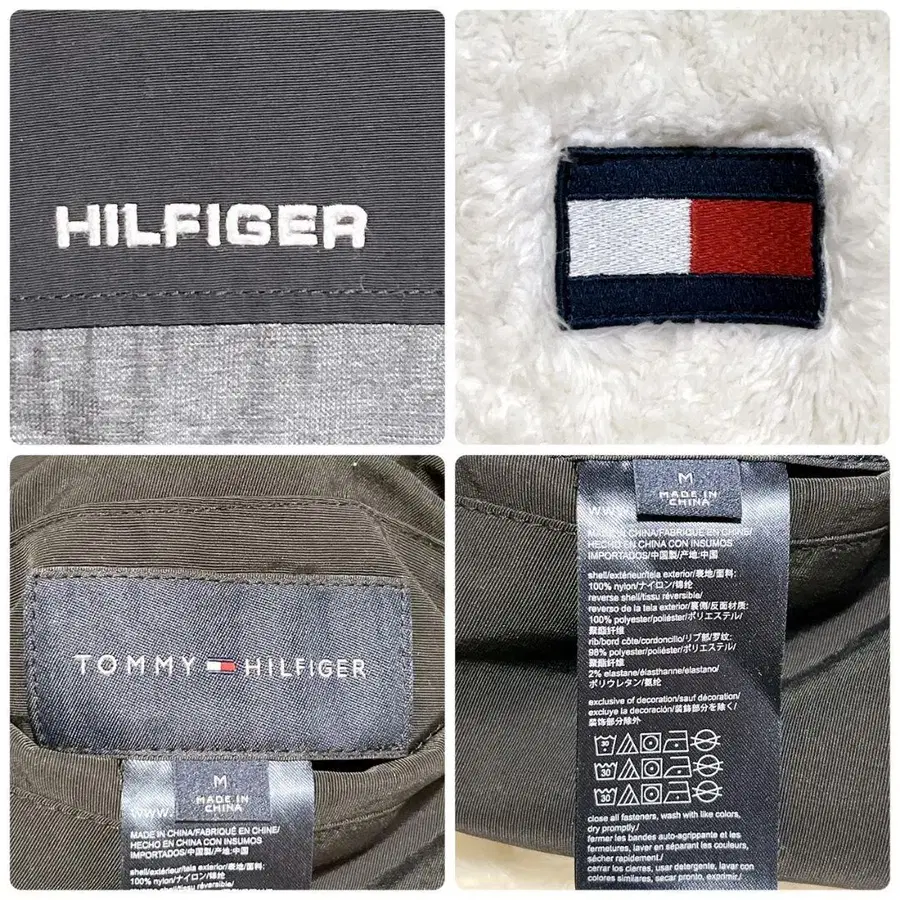 HILFIGER
TOMMY HILFIGER
M
MADE IN
CHINA
WWW
MADE IN CHINA/FABRIQUÉ EN CHINE/
HECHO EN CHINA CON INSUMOS
IMPORTADOS/中国製/产地:中国
shell/extérieur/tela exterior/表地/面料:
100% nylon/ナイロン/锦纶
M
MADE IN
CHINA
WWW
IN CHINA/FABRIQUÉ EN CHINE/
HECHO EN CHINA CON INSUMOS
IMPORTADOS/中国製/产地:中国
shell/extérieur/tela exterior/表地/面料:
100% nylon/ナイロン/锦纶
reverse shell/tissu réversible/
reverso de la tela exterior/裏側/反面材质:
100% polyester/poliéster/ポリエステル/
聚酯纤维
rib/bord côte/cordoncillo/リブ部/罗纹:
98% polyester/poliéster/ポリエステル/
聚酯纤维
2% elastane/élasthanne/elastano/
ポリウレタン/氨纶
exclusive of decoration/sauf décoration/
excluye la decoración/装飾部分を除く/
装饰部分除外
30
30
30
close all fasteners, wash with like colors,
dry promptly./
fermer les bandes auto-agrippante et les
fermetures, laver en séparant les couleurs,
sécher rapidement./
cerrar los cierres, usar detergente, lavar con
colores similares, secar pronto, exprimir.